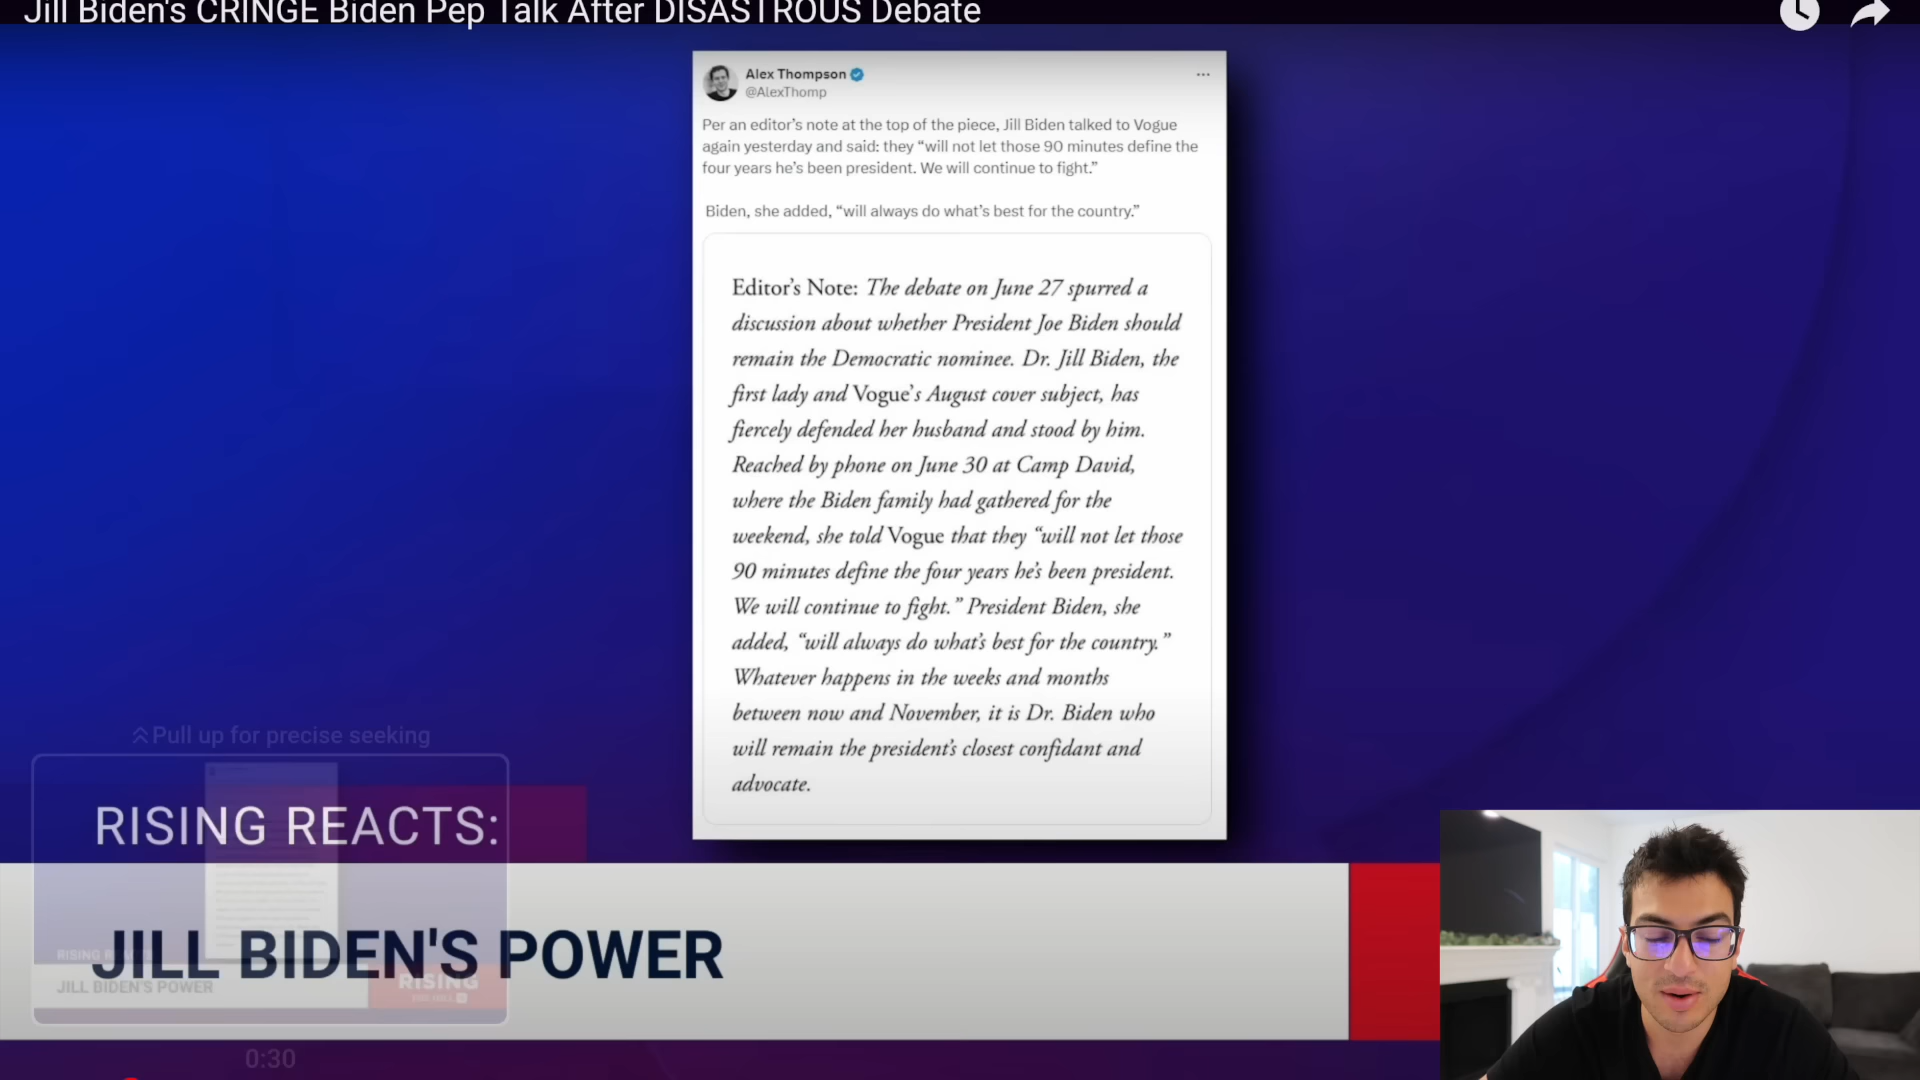 Jill Biden's CRINGE Biden Pep Talk After DISASTROUS Debate
Alex Thompson
@AlexThomp
Per an editor's note at the top of the piece, Jill Biden talked to Vogue
again yesterday and said: they “will not let those 90 minutes define the
four years he's been president. We will continue to fight.”
Biden, she added, “will always do what's best for the country.”
Editor's Note: The debate on June 27 spurred a
discussion about whether President Joe Biden should
remain the Democratic nominee. Dr. Jill Biden, the
first lady and Vogue's August cover subject, has
fiercely defended her husband and stood by him.
Reached by phone on June 30 at Camp David,
where the Biden family had gathered for the
weekend, she told Vogue that they “will not let those
90 minutes define the four years he's been president.
We will continue to fight.” President Biden, she
added, “will always do what's best for the country.”
Whatever happens in the weeks and months
between now and November, it is Dr. Biden who
will remain the president's closest confidant and
advocate.
Pull up for precise seeking
RISING REACTS:
JILL BIDEN'S POWER
JILL BIDEN'S POWER
RISING
0:30